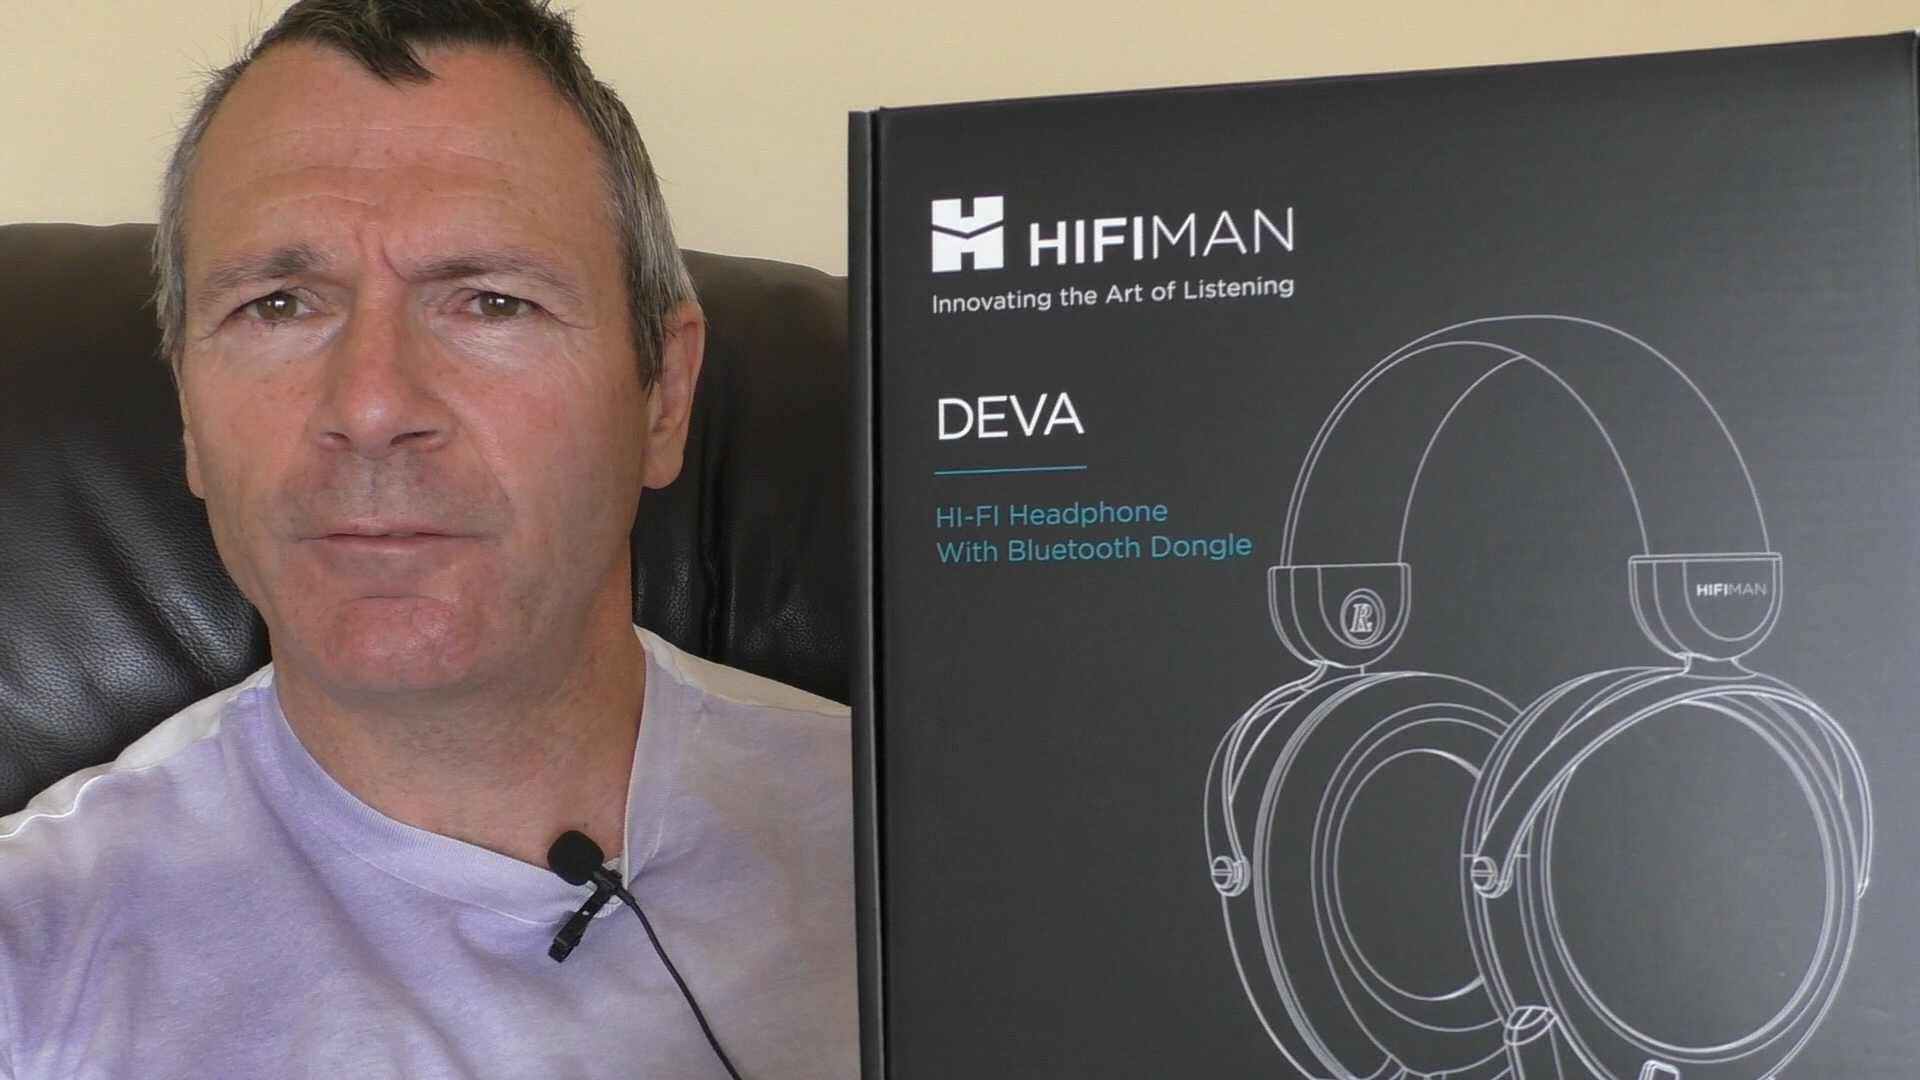 HIFIMAN
Innovating the Art of Listening
DEVA
HI-FI Headphone
With Bluetooth Dongle
R
HIFIMAN